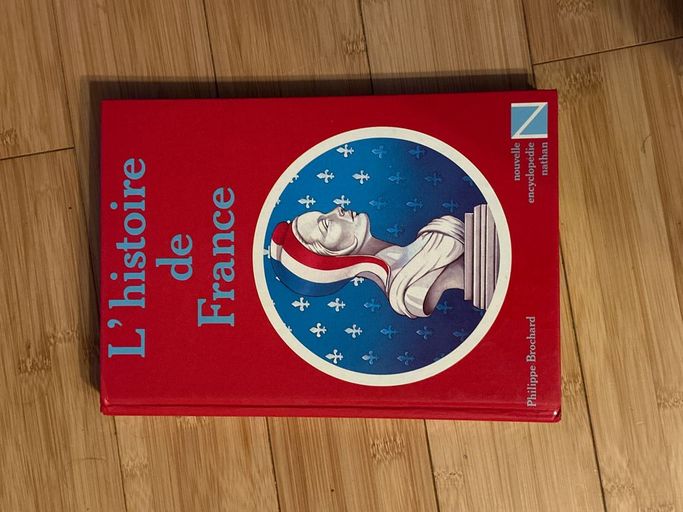 L'histoire
de
France
Philippe Brochard
N
nouvelle
encyclopédie
nathan